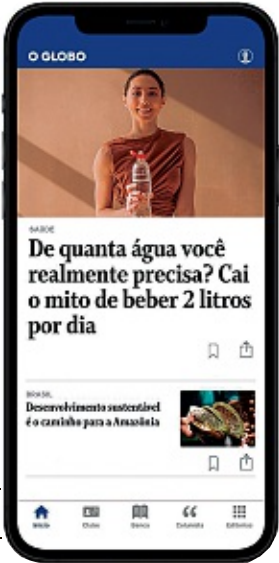 O GLOBO
SAÚDE
De quanta água você
realmente precisa? Cai
o mito de beber 2 litros
por dia
BRASIL
Desenvolvimento sustentável
é o caminho para a Amazônia
Início
Clube
Banca
Colunista
Editorias